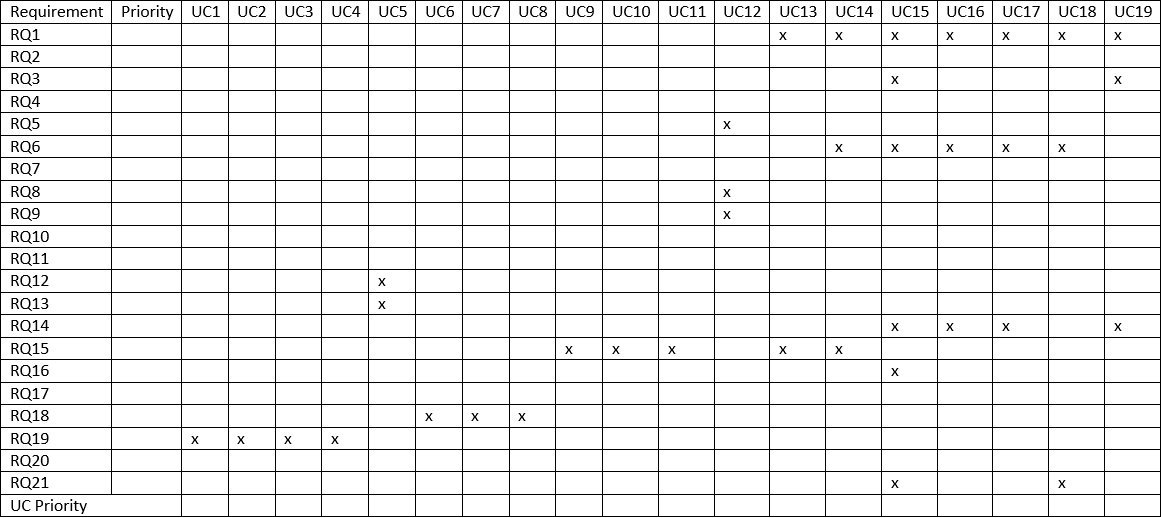 Requirement Priority UC1 UC2 UC3 UC4 UC5 UC6 UC7 UC8 UC9 UC10 UC11 UC12 UC13 UC14 UC15 UC16 UC17 UC18 UC19
RQ1 x x x x x x x
RQ2
RQ3 x x
RQ4
RQ5 x
RQ6 x x x x x
RQ7
RQ8 x
RQ9 x
RQ10
RQ11
RQ12 x
RQ13 x
RQ14 x x x x
RQ15 x x x x x
RQ16 x
RQ17
RQ18 x x x
RQ19 x x x x
RQ20
RQ21 x x
UC Priority